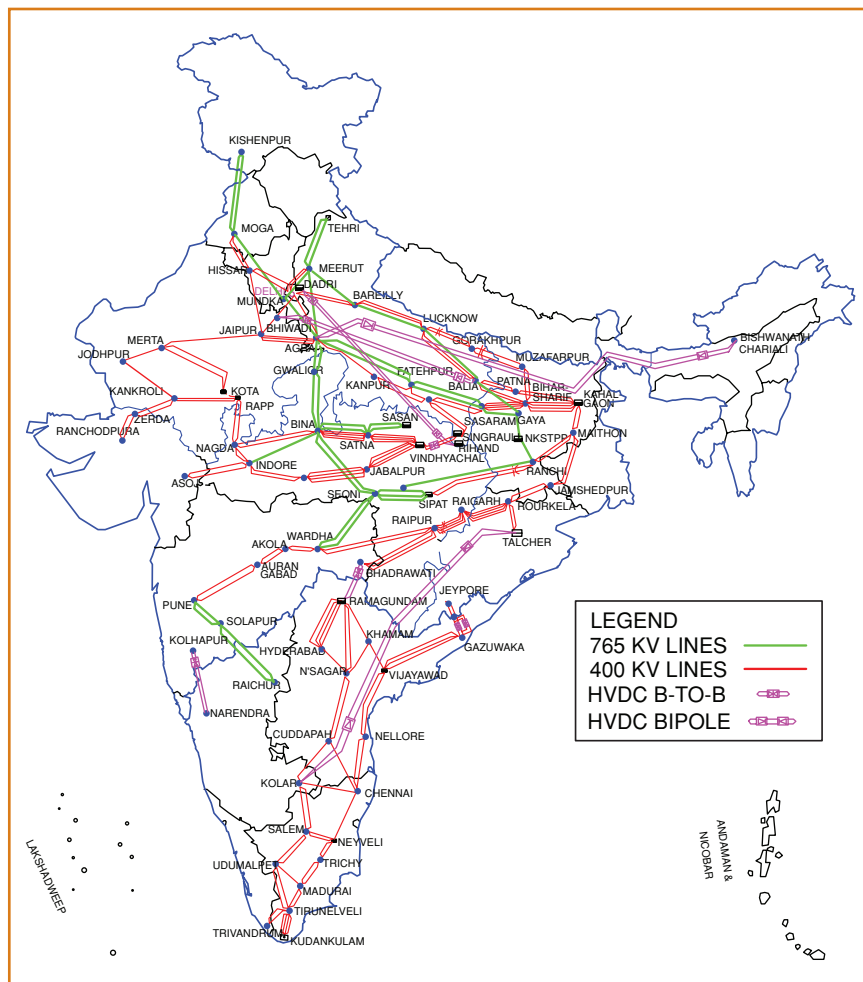 KISHENPUR
MOGA
TEHRI
HISSAR
MEERUT
DADRI
DELHI
MUNDKA
BAREILLY
LUCKNOW
BISHWANATH
CHARIALI
JAIPUR
BHIWADI
GORAKHPUR
MERTA
AGRA
MUZAFARPUR
JODHPUR
GWALIOR
FATEHPUR
KANPUR
BALIA
PATNA
BIHAR
SHARIF
KAHAL
GAON
KANKROLI
KOTA
RAPP
ZERDA
SASAN
SASARAM
GAYA
RANCHODPURA
BINA
SINGRAULI
NKSTPP
MAITHON
NAGDA
SATNA
RIHAND
VINDHYACHAL
INDORE
JABALPUR
RANCHI
ASOJ
SEONI
SIPAT
RAIGARH
JAMSHEDPUR
ROURKELA
WARDHA
RAIPUR
AKOLA
TALCHER
AURAN
GABAD
BHADRAWATI
JEYPORE
PUNE
RAMAGUNDAM
SOLAPUR
KOLHAPUR
KHAMAM
HYDERABAD
GAZUWAKA
N'SAGAR
VIJAYAWAD
RAICHUR
NARENDRA
CUDDAPAH
NELLORE
KOLAR
CHENNAI
SALEM
NEYVELI
UDUMALPET
TRICHY
MADURAI
TIRUNELVELI
TRIVANDRUM
KUDANKULAM
LEGEND
765 KV LINES
400 KV LINES
HVDC B-TO-B
HVDC BIPOLE
LAKSHADWEEP
ANDAMAN &
NICOBAR